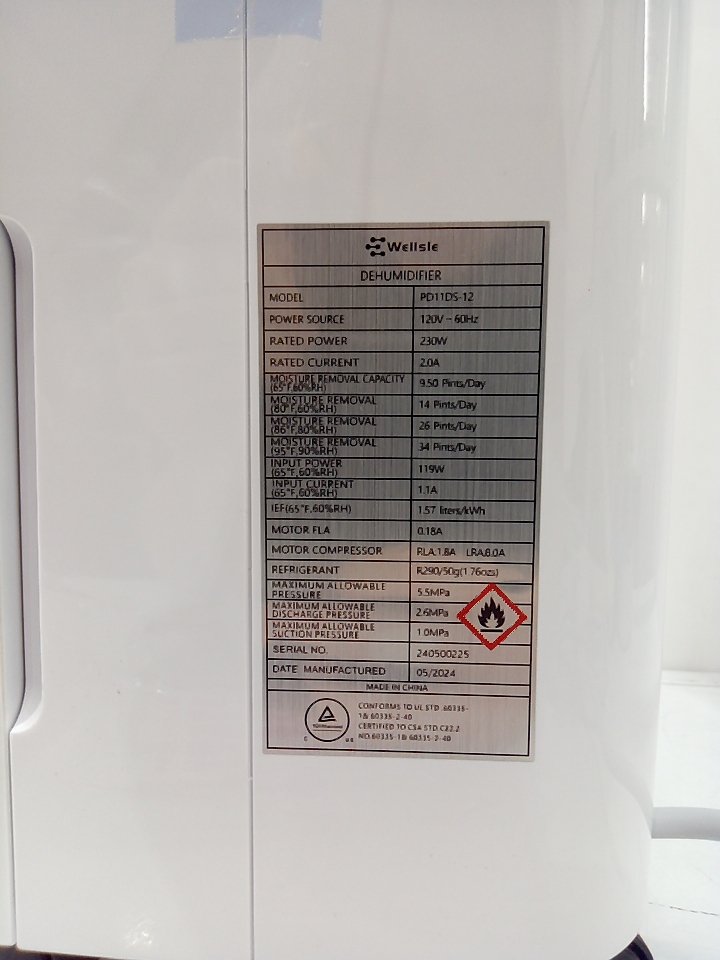 Wellsle
DEHUMIDIFIER
MODEL PD11DS-12
POWER SOURCE 120V ~ 60Hz
RATED POWER 230W
RATED CURRENT 2.0A
MOISTURE REMOVAL CAPACITY
(65°F,60%RH) 9.50 Pints/Day
MOISTURE REMOVAL
(80°F,60%RH) 14 Pints/Day
MOISTURE REMOVAL
(86°F,80%RH) 26 Pints/Day
MOISTURE REMOVAL
(95°F,90%RH) 34 Pints/Day
INPUT POWER
(65°F,60%RH) 119W
INPUT CURRENT
(65°F,60%RH) 1.1A
IEF(65°F,60%RH) 1.57 liters/kWh
MOTOR FLA 0.18A
MOTOR COMPRESSOR RLA:1.8A LRA:8.0A
REFRIGERANT R290/50g(1.76ozs)
MAXIMUM ALLOWABLE
PRESSURE 5.5MPa
MAXIMUM ALLOWABLE
DISCHARGE PRESSURE 2.6MPa
MAXIMUM ALLOWABLE
SUCTION PRESSURE 1.0MPa
SERIAL NO. 240500225
DATE MANUFACTURED 05/2024
MADE IN CHINA
CONFORMS TO UL STD. 60335-
1& 60335-2-40
CERTIFIED TO CSA STD.C22.2
NO.60335-1& 60335-2-40
C US